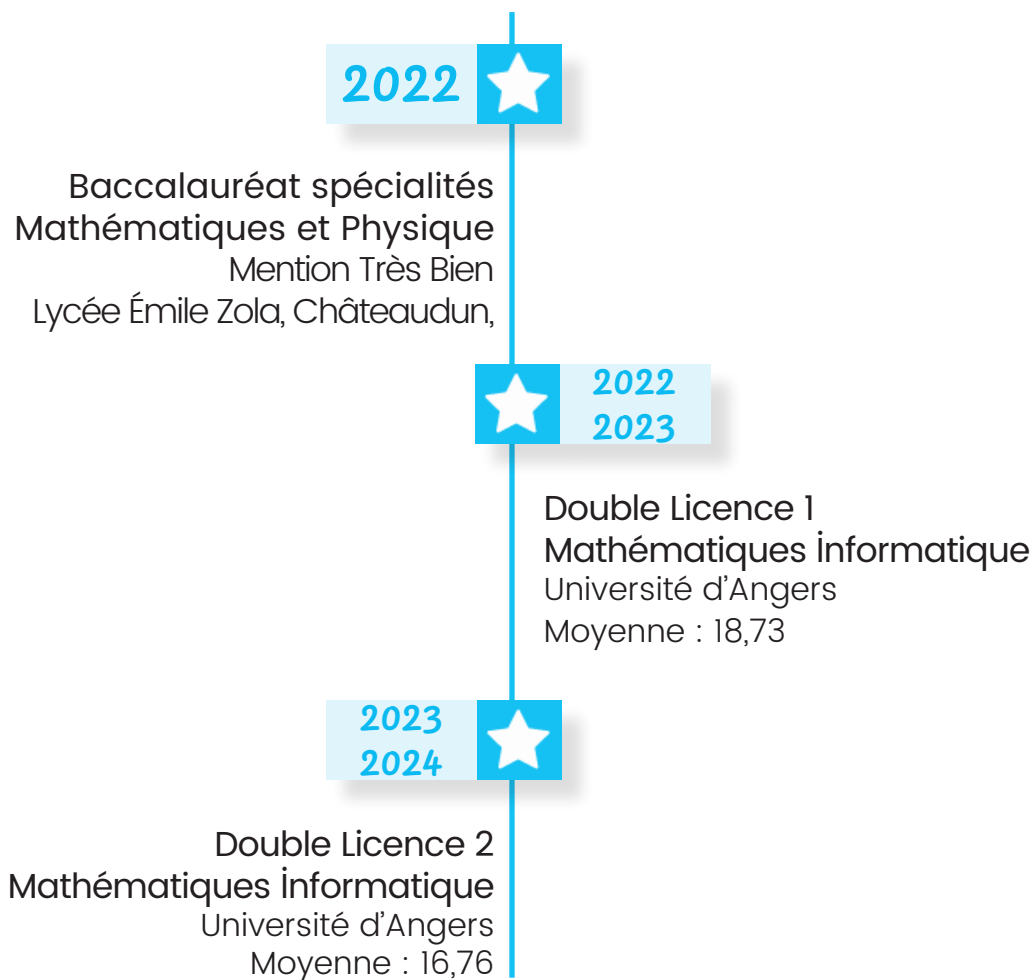 2022
Baccalauréat spécialités
Mathématiques et Physique
Mention Très Bien
Lycée Émile Zola, Châteaudun,
2022
2023
Double Licence 1
Mathématiques İnformatique
Université d’Angers
Moyenne : 18,73
2023
2024
Double Licence 2
Mathématiques İnformatique
Université d’Angers
Moyenne : 16,76